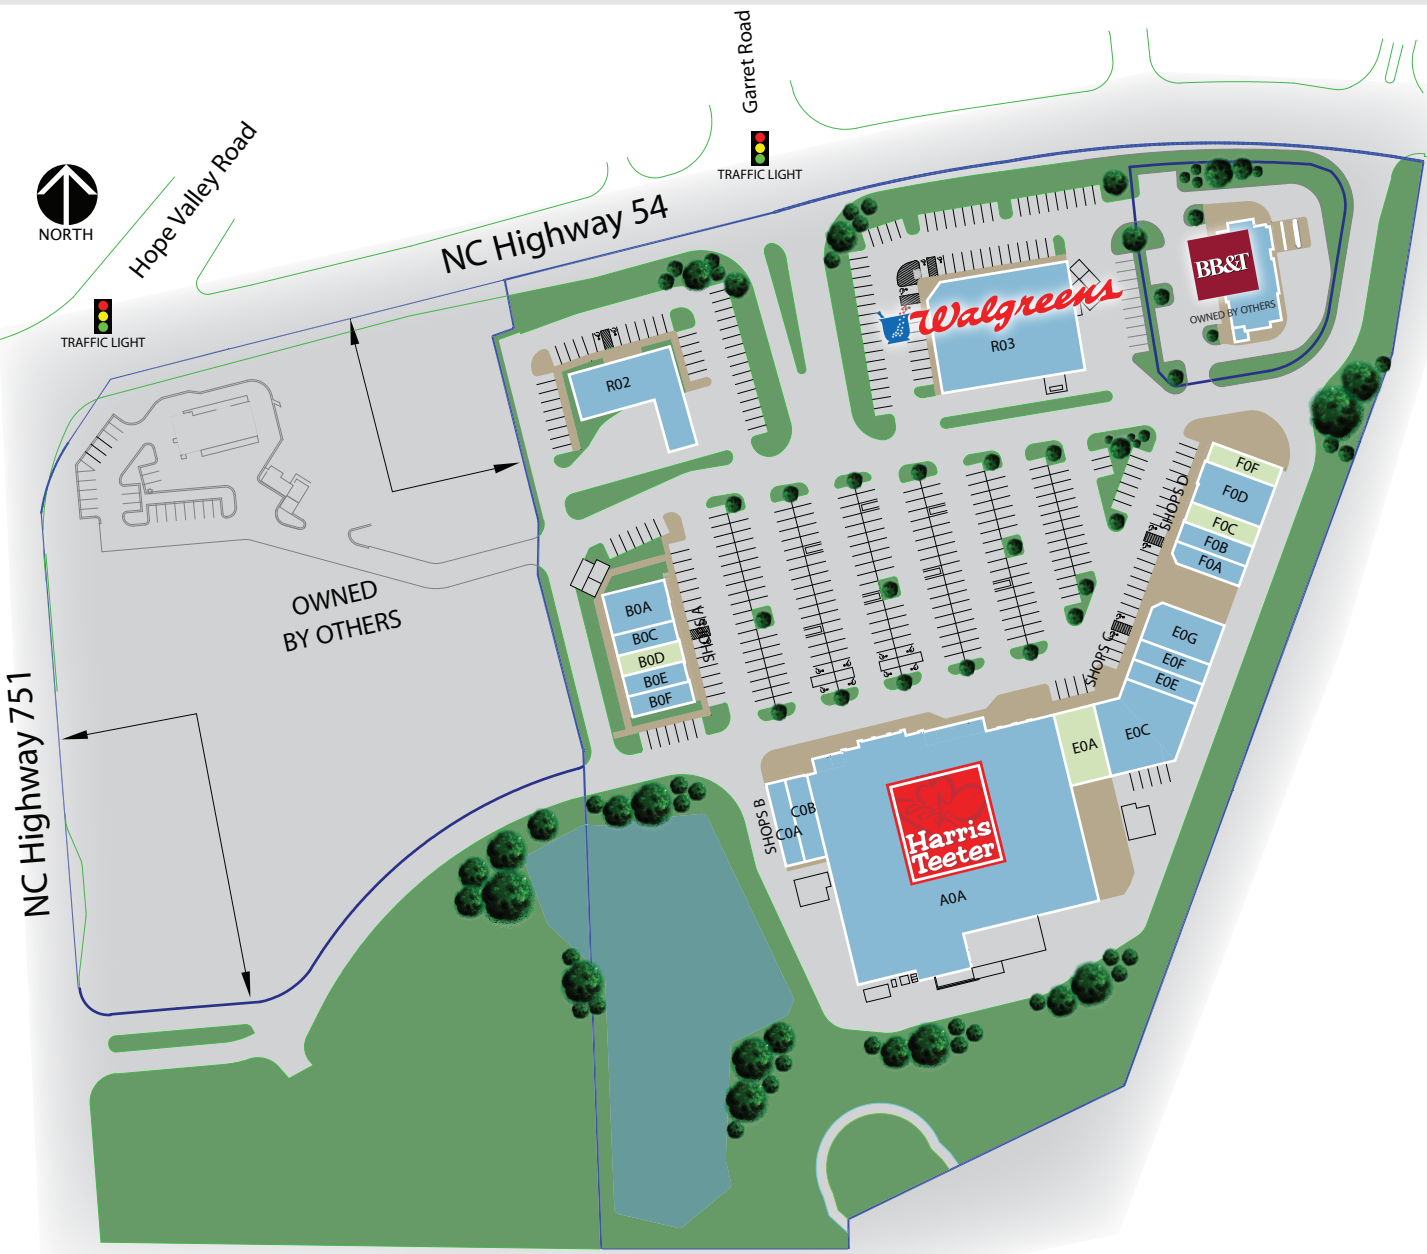 Garret Road
TRAFFIC LIGHT
Hope Valley Road
NORTH
NC Highway 54
TRAFFIC LIGHT
BB&T
OWNED BY OTHERS
Walgreens
R03
R02
F0F
F0D
F0C
F0B
F0A
SHOPS D
OWNED
BY OTHERS
B0A
B0C
B0D
B0E
B0F
SHOPS A
E0G
E0F
E0E
E0C
E0A
SHOPS C
NC Highway 751
SHOPS B
C0B
C0A
Harris
Teeter
A0A